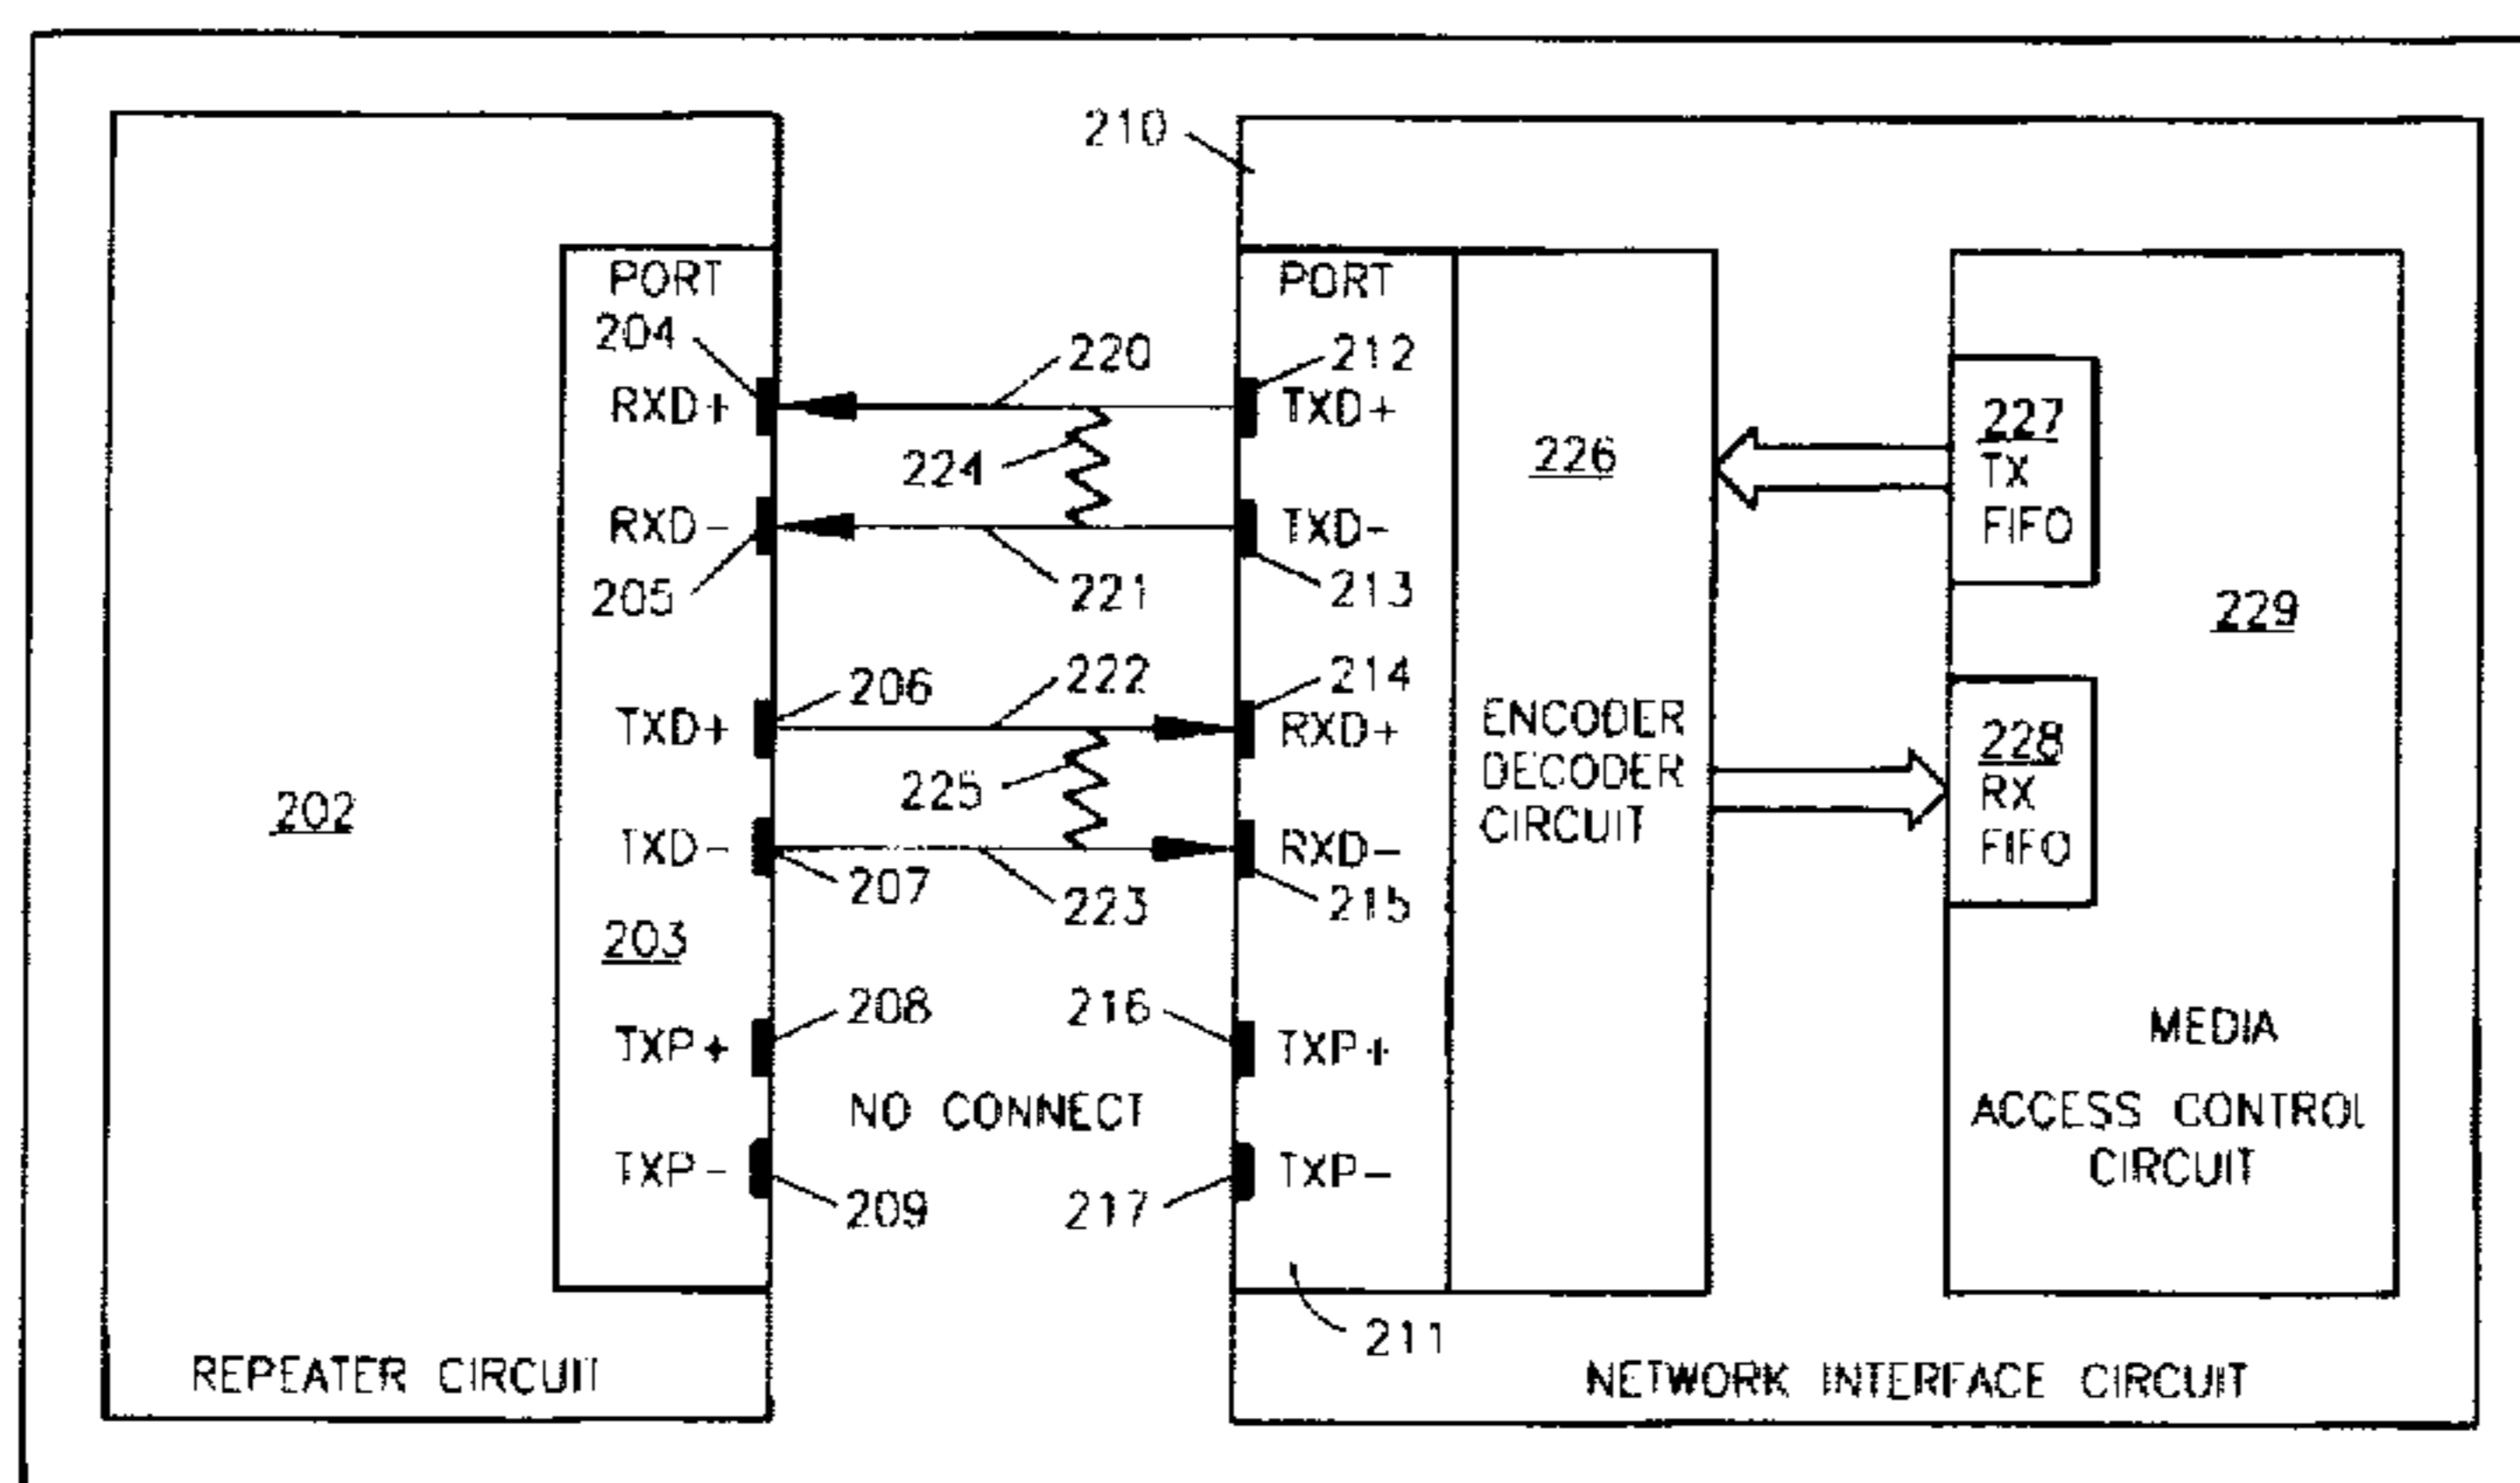 210
PORT
204
RXD+
RXD-
205
TXD+
206
TXD-
207
203
TXP+
208
TXP-
209
202
REPEATER CIRCUIT
220
224
221
222
225
223
NO CONNECT
216
217
PORT
212
TXD+
TXD-
213
214
RXD+
RXD-
215
TXP+
TXP-
211
226
ENCODER
DECODER
CIRCUIT
227
TX
FIFO
228
RX
FIFO
229
MEDIA
ACCESS CONTROL
CIRCUIT
NETWORK INTERFACE CIRCUIT